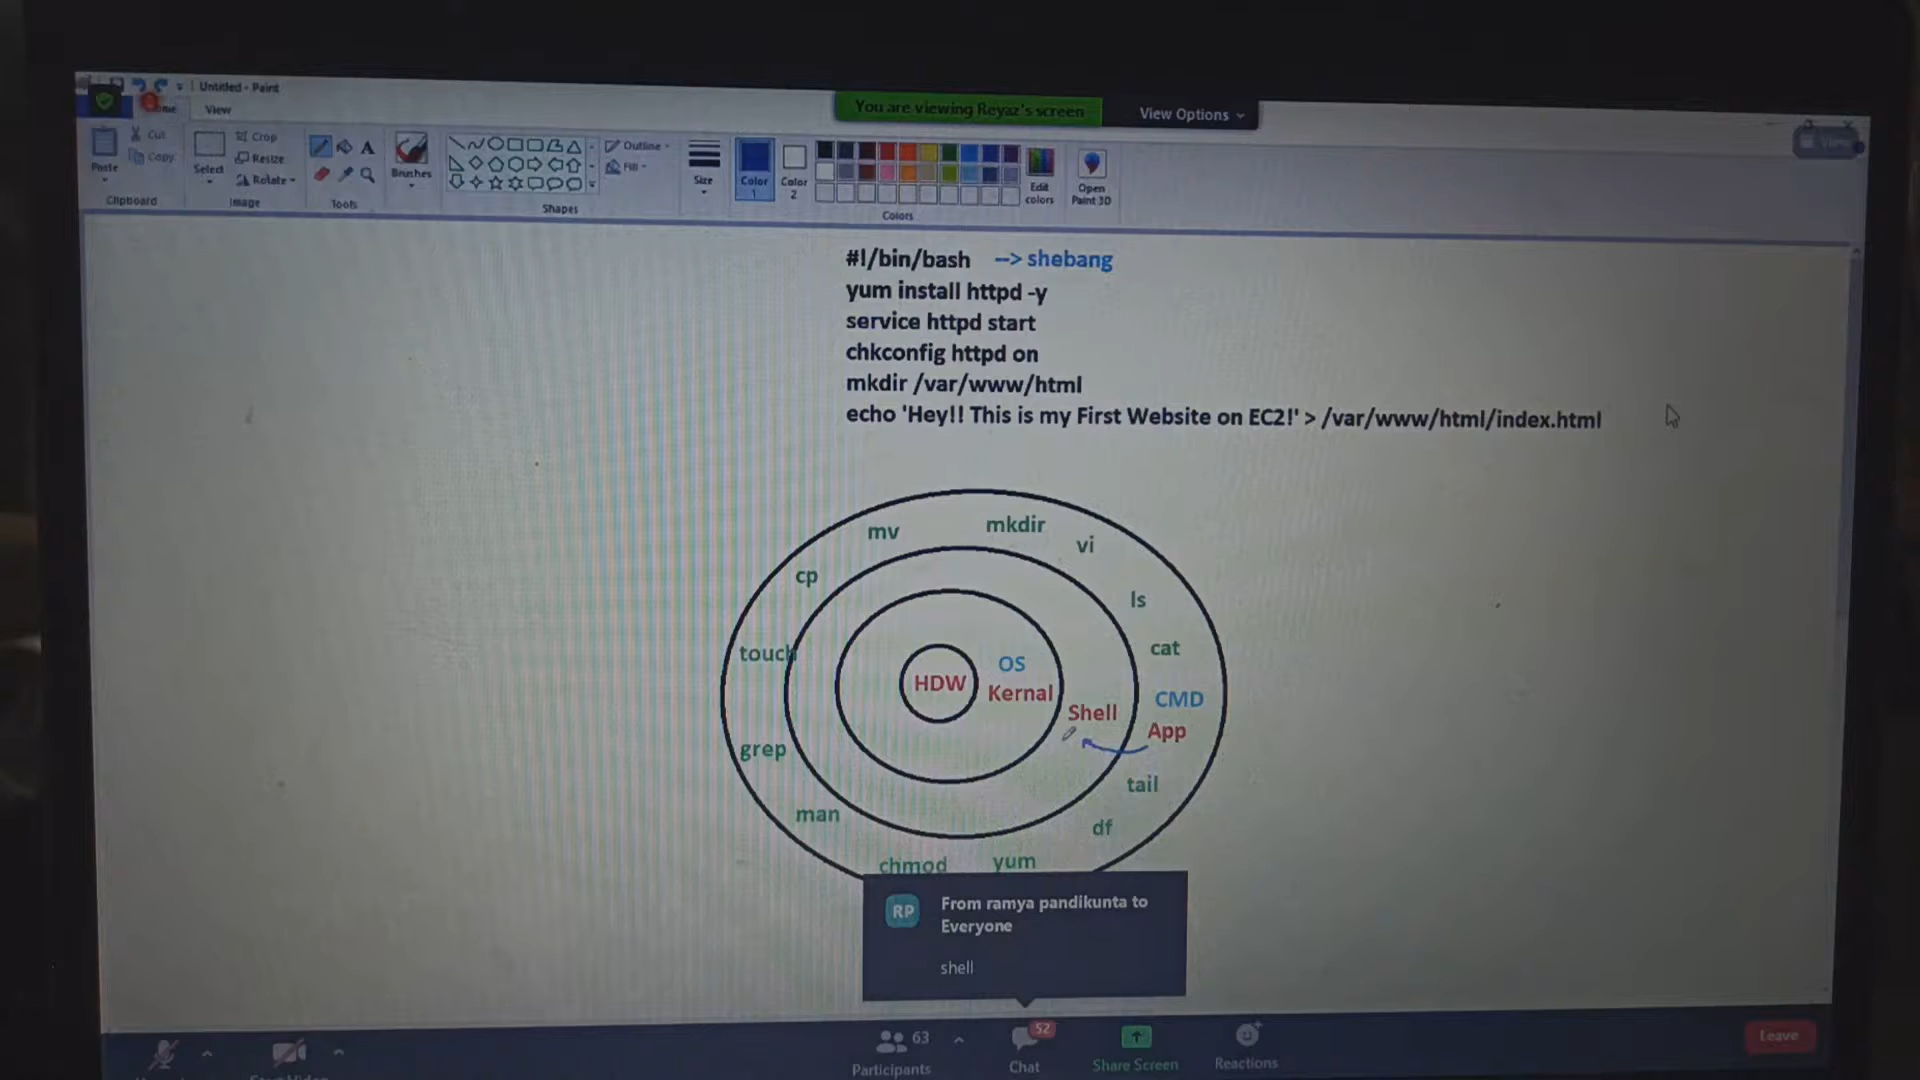 Untitled - Paint
View
You are viewing Reyaz's screen
View Options
Cut
Copy
Paste
Clipboard
Crop
Resize
Rotate
Select
Image
Tools
Brushes
Outline
Fill
Shapes
Size
Color 1
Color 2
Edit colors
Open Paint 3D
Colors
#!/bin/bash --> shebang
yum install httpd -y
service httpd start
chkconfig httpd on
mkdir /var/www/html
echo 'Hey!! This is my First Website on EC2!' > /var/www/html/index.html
mv
mkdir
vi
cp
ls
touch
cat
OS
HDW
Kernal
CMD
Shell
App
grep
tail
man
df
chmod
yum
RP
From ramya pandikunta to
Everyone
shell
63
Participants
52
Chat
Share Screen
Reactions
Leave